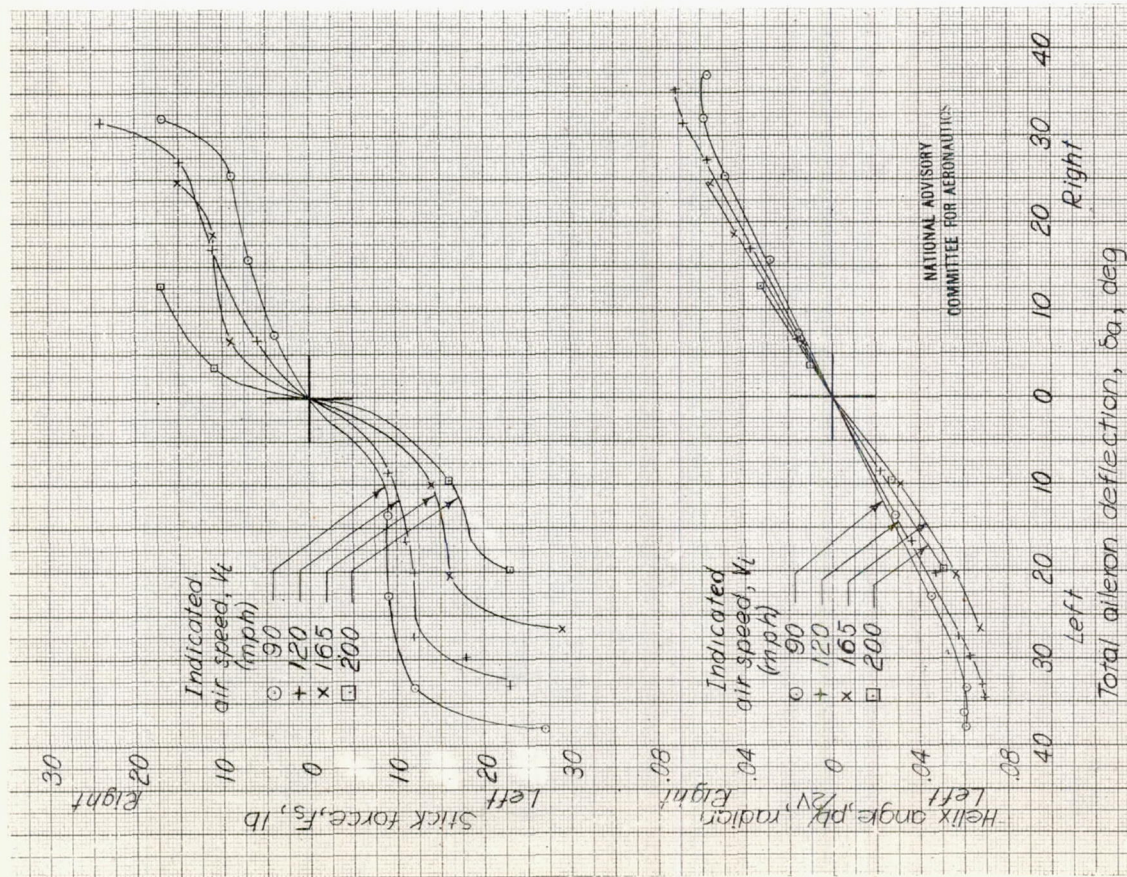 30
20
10
0
10
20
30
Right
Left
Stick force, Fs, lb
Indicated
air speed, Vi
(mph)
⊙ 90
+ 120
× 165
⊡ 200
.08
.04
0
.04
.08
Right
Left
Helix angle, pb/2V, radian
Indicated
air speed, Vi
(mph)
⊙ 90
+ 120
× 165
⊡ 200
NATIONAL ADVISORY
COMMITTEE FOR AERONAUTICS
40 30 20 10 0 10 20 30 40
Left Right
Total aileron deflection, δa, deg